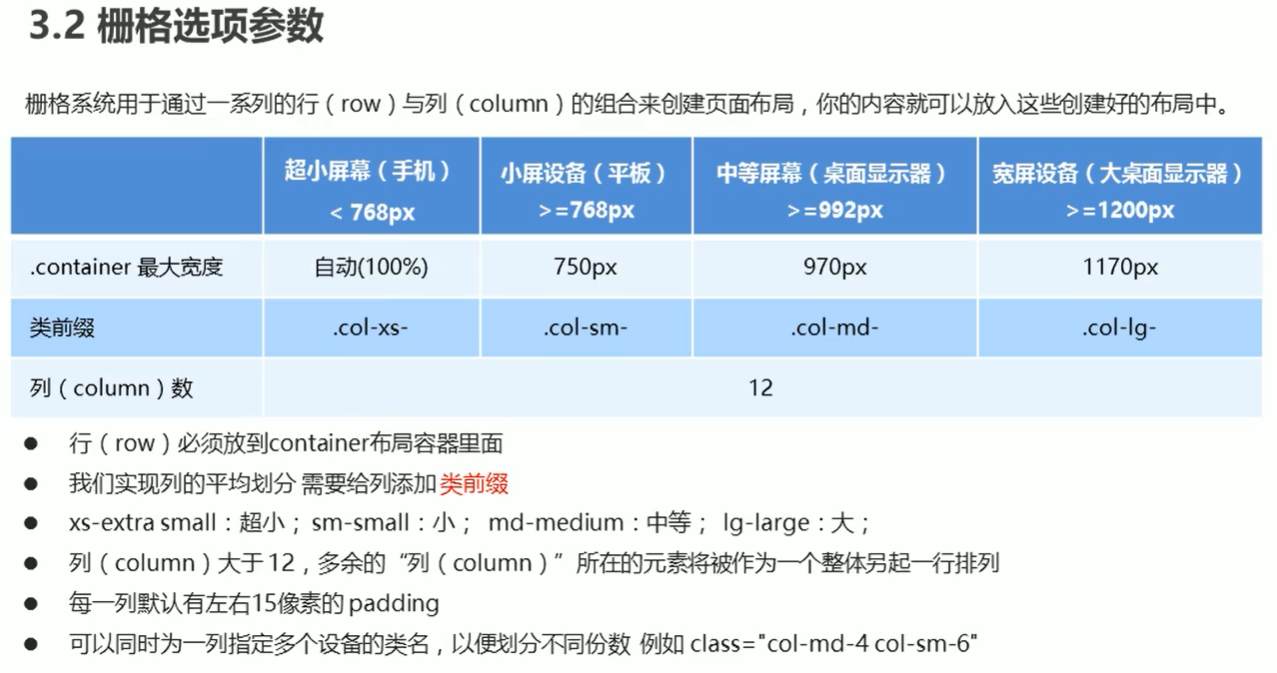 3.2 栅格选项参数
栅格系统用于通过一系列的行（row）与列（column）的组合来创建页面布局，你的内容就可以放入这些创建好的布局中。
超小屏幕（手机） 小屏设备（平板） 中等屏幕（桌面显示器） 宽屏设备（大桌面显示器）
< 768px >=768px >=992px >=1200px
.container 最大宽度 自动(100%) 750px 970px 1170px
类前缀 .col-xs- .col-sm- .col-md- .col-lg-
列（column）数 12
● 行（row）必须放到container布局容器里面
● 我们实现列的平均划分 需要给列添加 类前缀
● xs-extra small：超小； sm-small：小； md-medium：中等； lg-large：大；
● 列（column）大于 12，多余的“列（column）”所在的元素将被作为一个整体另起一行排列
● 每一列默认有左右15像素的 padding
● 可以同时为一列指定多个设备的类名，以便划分不同份数 例如 class="col-md-4 col-sm-6"